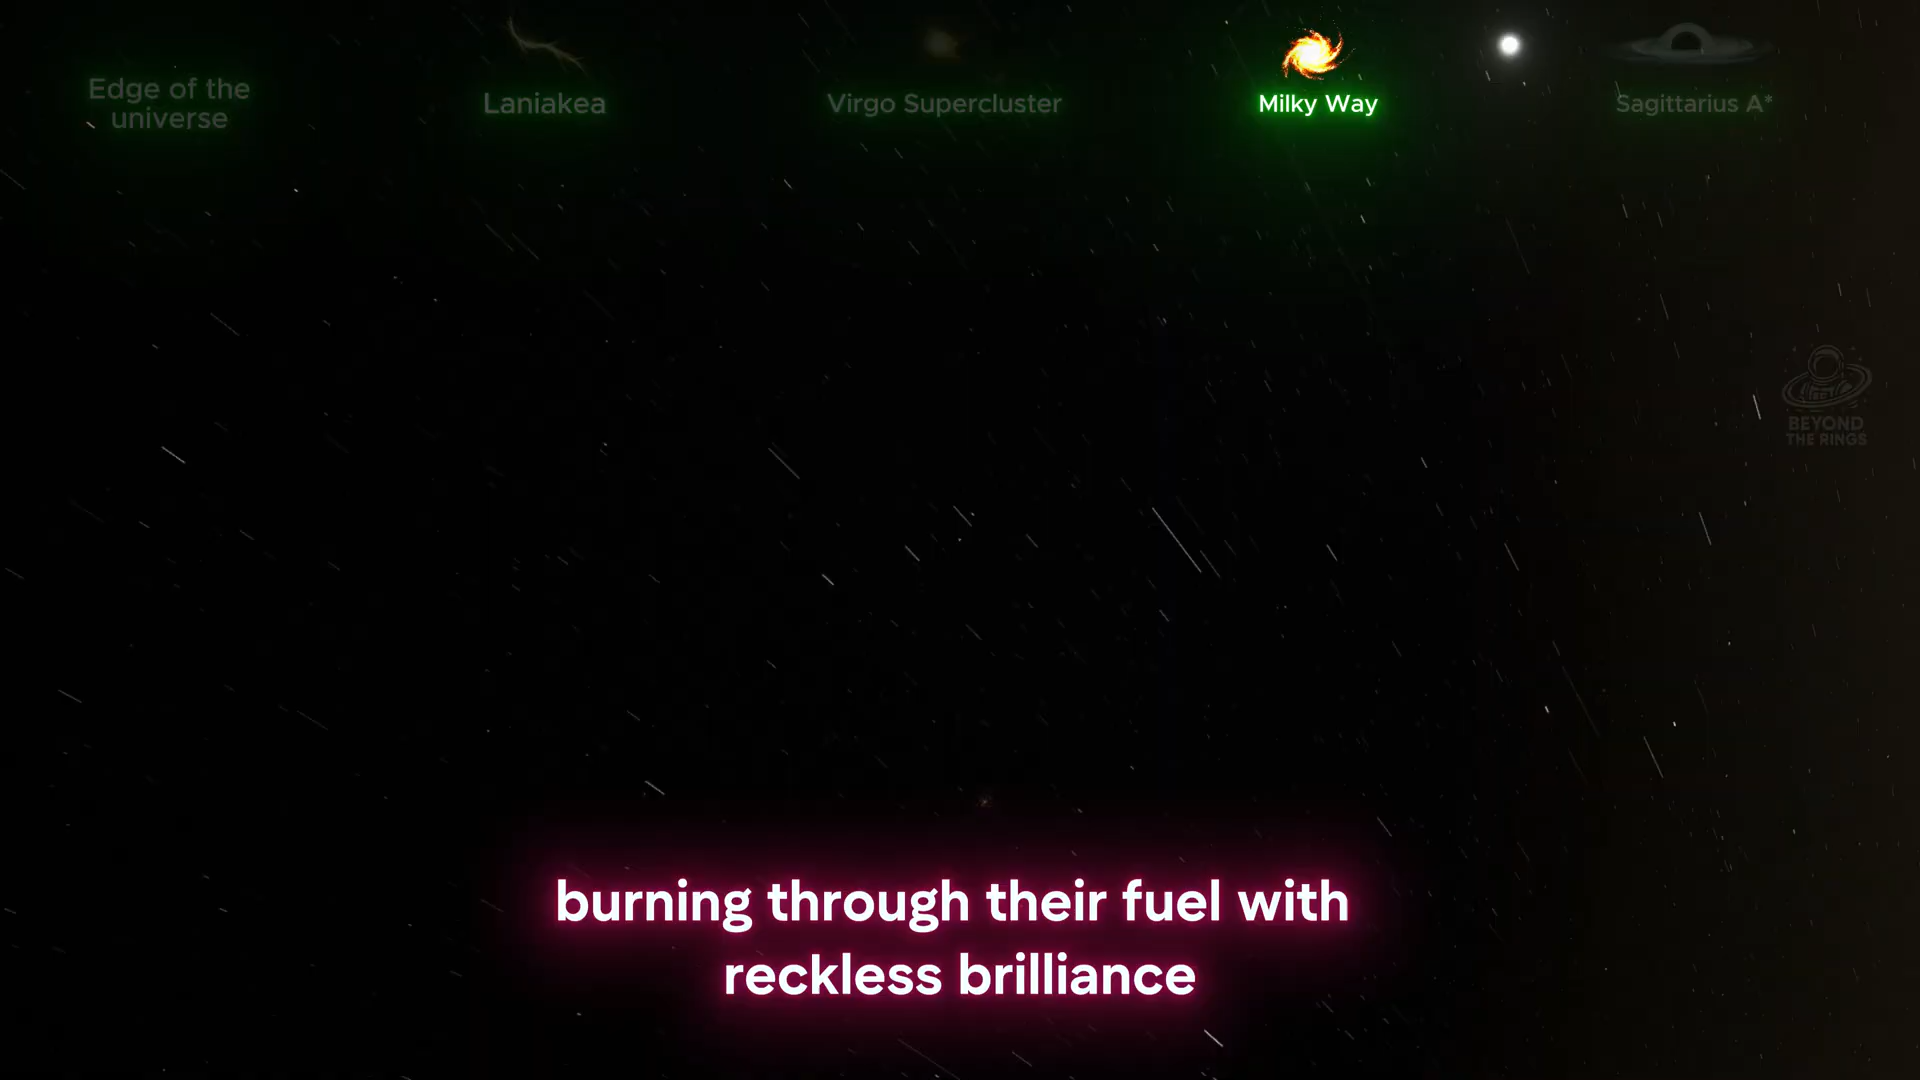 Edge of the
universe
Laniakea
Virgo Supercluster
Milky Way
Sagittarius A*
BEYOND
THE RINGS
burning through their fuel with
reckless brilliance